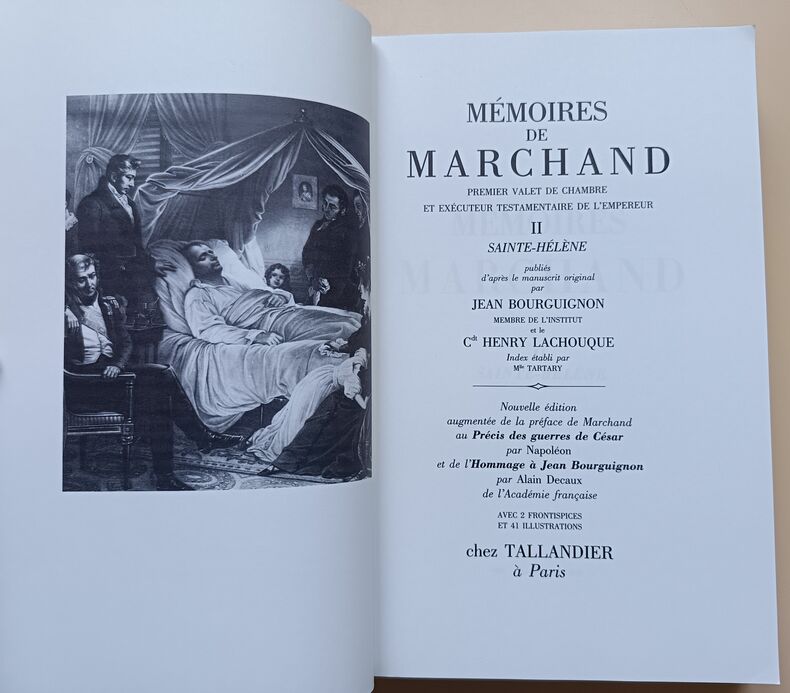 MÉMOIRES
DE
MARCHAND
PREMIER VALET DE CHAMBRE
ET EXÉCUTEUR TESTAMENTAIRE DE L'EMPEREUR
II
SAINTE-HÉLÈNE
publiés
d'après le manuscrit original
par
JEAN BOURGUIGNON
MEMBRE DE L'INSTITUT
et le
Cdt HENRY LACHOUQUE
Index établi par
Mlle TARTARY
Nouvelle édition
augmentée de la préface de Marchand
au Précis des guerres de César
par Napoléon
et de l'Hommage à Jean Bourguignon
par Alain Decaux
de l'Académie française
AVEC 2 FRONTISPICES
ET 41 ILLUSTRATIONS
chez TALLANDIER
à Paris